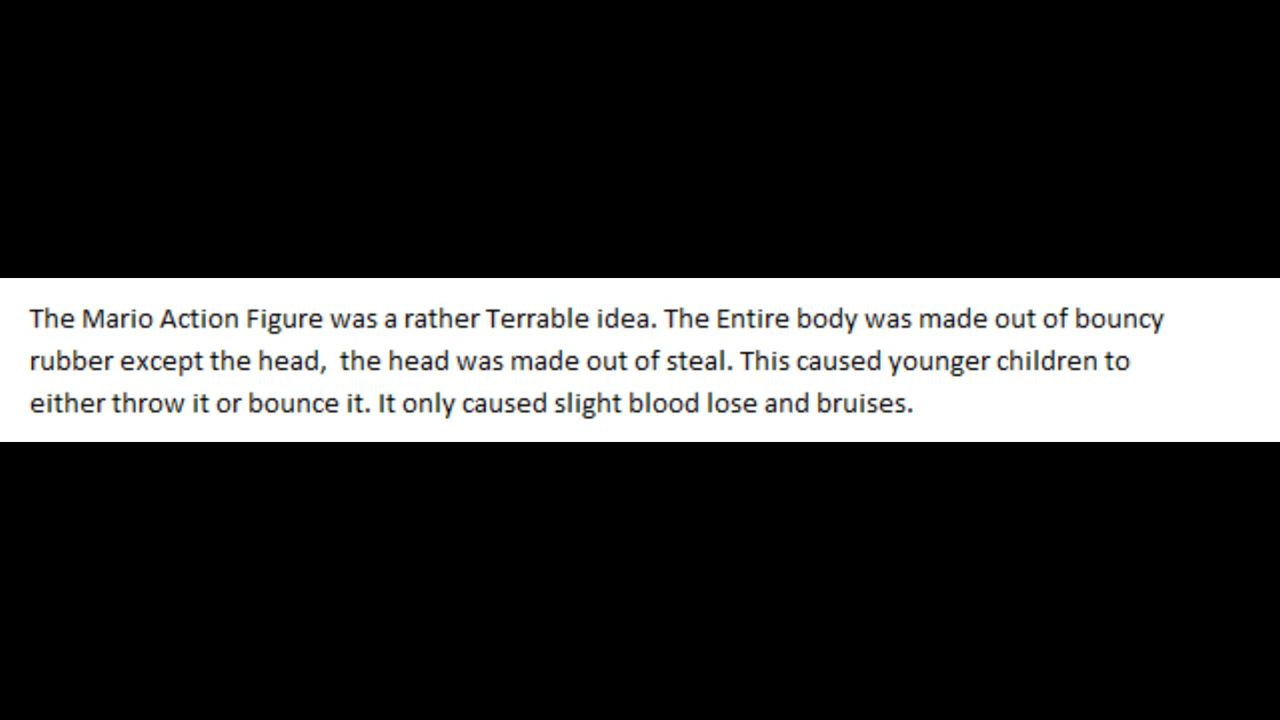 The Mario Action Figure was a rather Terrable idea. The Entire body was made out of bouncy
rubber except the head,  the head was made out of steal. This caused younger children to
either throw it or bounce it. It only caused slight blood lose and bruises.